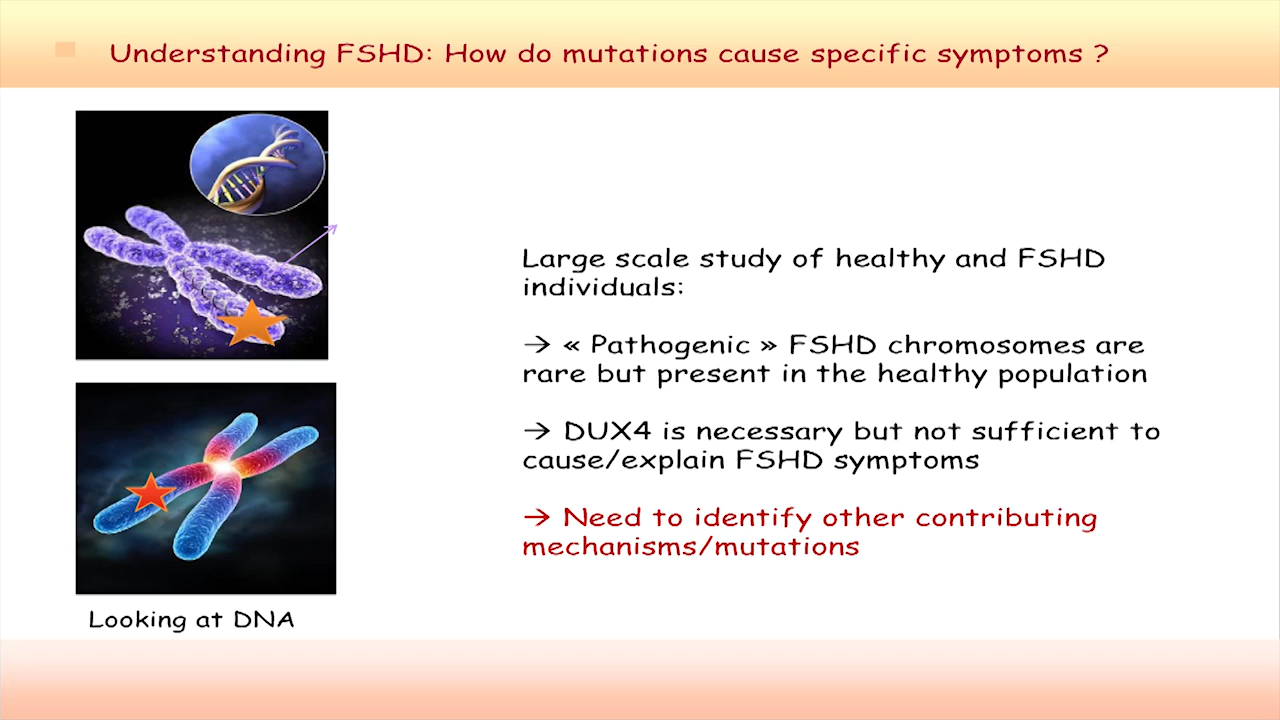 Understanding FSHD: How do mutations cause specific symptoms ?
Large scale study of healthy and FSHD
individuals:
→ « Pathogenic » FSHD chromosomes are
rare but present in the healthy population
→ DUX4 is necessary but not sufficient to
cause/explain FSHD symptoms
→ Need to identify other contributing
mechanisms/mutations
Looking at DNA